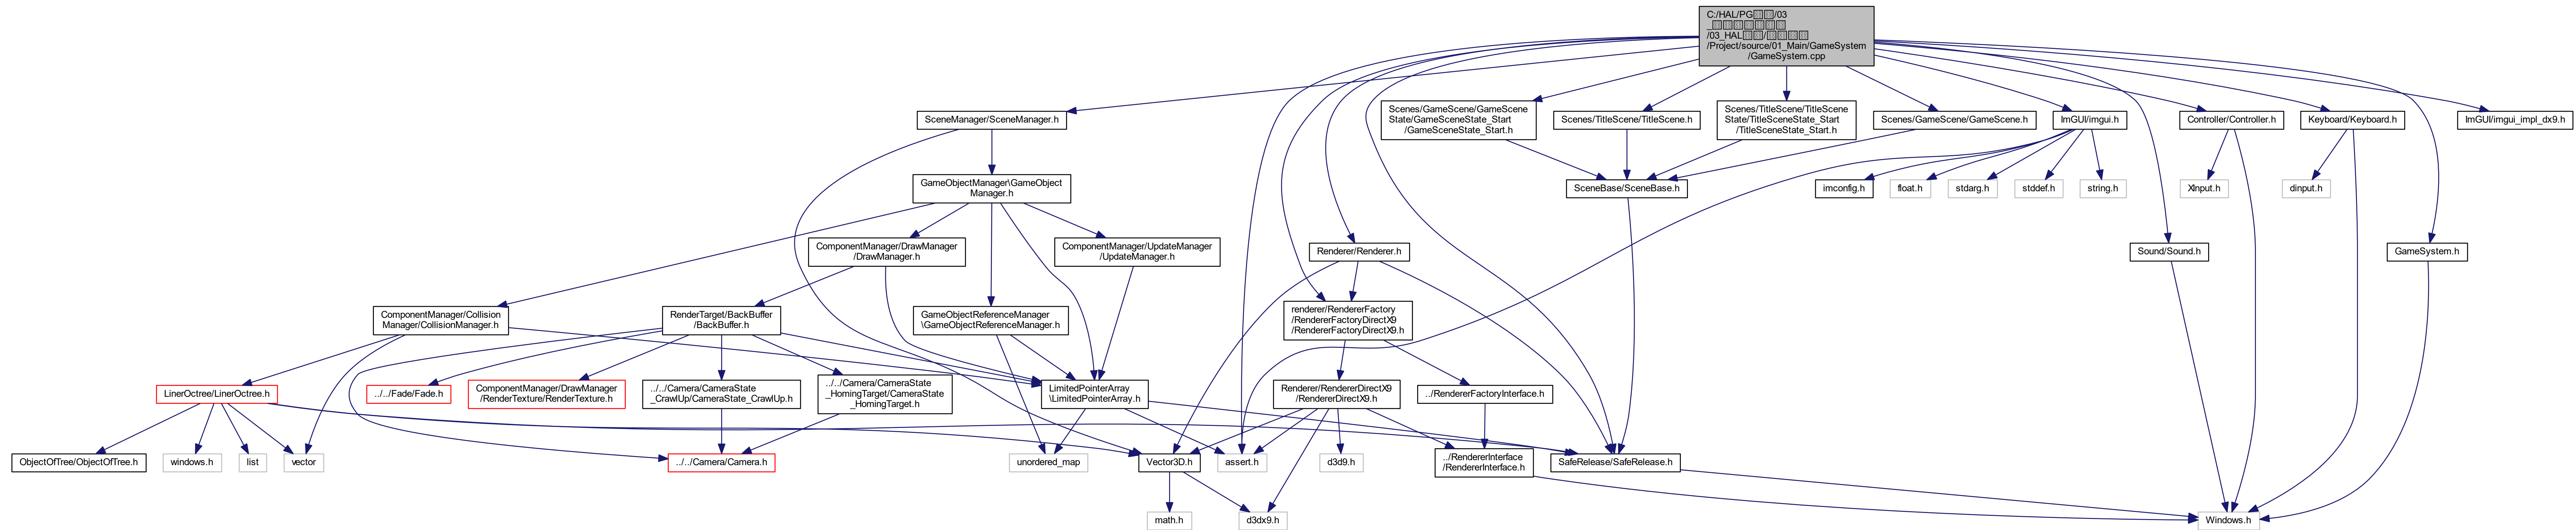 C:/HAL/PG
/03
/03_HAL
/Project/source/01_Main/GameSystem
/GameSystem.cpp
SceneManager/SceneManager.h
Scenes/GameScene/GameScene
State/GameSceneState_Start
/GameSceneState_Start.h
Scenes/TitleScene/TitleScene.h
Scenes/TitleScene/TitleScene
State/TitleSceneState_Start
/TitleSceneState_Start.h
Scenes/GameScene/GameScene.h
ImGUI/imgui.h
Controller/Controller.h
Keyboard/Keyboard.h
ImGUI/imgui_impl_dx9.h
GameObjectManager\GameObject
Manager.h
SceneBase/SceneBase.h
imconfig.h
float.h
stdarg.h
stddef.h
string.h
XInput.h
dinput.h
ComponentManager/DrawManager
/DrawManager.h
ComponentManager/UpdateManager
/UpdateManager.h
Renderer/Renderer.h
Sound/Sound.h
GameSystem.h
ComponentManager/Collision
Manager/CollisionManager.h
RenderTarget/BackBuffer
/BackBuffer.h
GameObjectReferenceManager
\GameObjectReferenceManager.h
renderer/RendererFactory
/RendererFactoryDirectX9
/RendererFactoryDirectX9.h
LinerOctree/LinerOctree.h
../../Fade/Fade.h
ComponentManager/DrawManager
/RenderTexture/RenderTexture.h
../../Camera/CameraState
_CrawlUp/CameraState_CrawlUp.h
../../Camera/CameraState
_HomingTarget/CameraState
_HomingTarget.h
LimitedPointerArray
\LimitedPointerArray.h
Renderer/RendererDirectX9
/RendererDirectX9.h
../RendererFactoryInterface.h
ObjectOfTree/ObjectOfTree.h
windows.h
list
vector
../../Camera/Camera.h
unordered_map
Vector3D.h
assert.h
d3d9.h
../RendererInterface
/RendererInterface.h
SafeRelease/SafeRelease.h
math.h
d3dx9.h
Windows.h